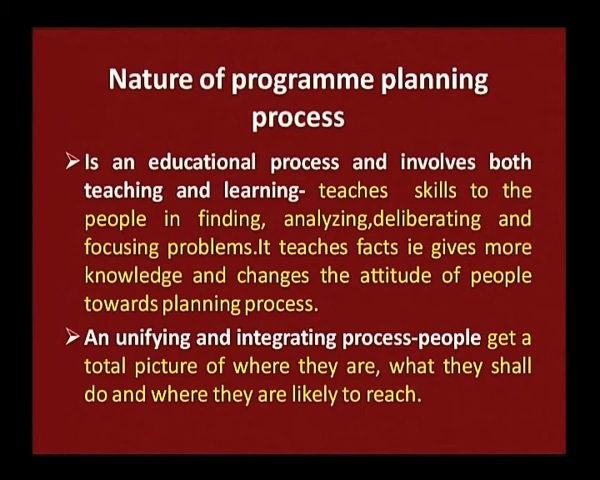 Nature of programme planning
process
➢Is an educational process and involves both
teaching and learning- teaches skills to the
people in finding, analyzing,deliberating and
focusing problems.It teaches facts ie gives more
knowledge and changes the attitude of people
towards planning process.
➢An unifying and integrating process-people get a
total picture of where they are, what they shall
do and where they are likely to reach.